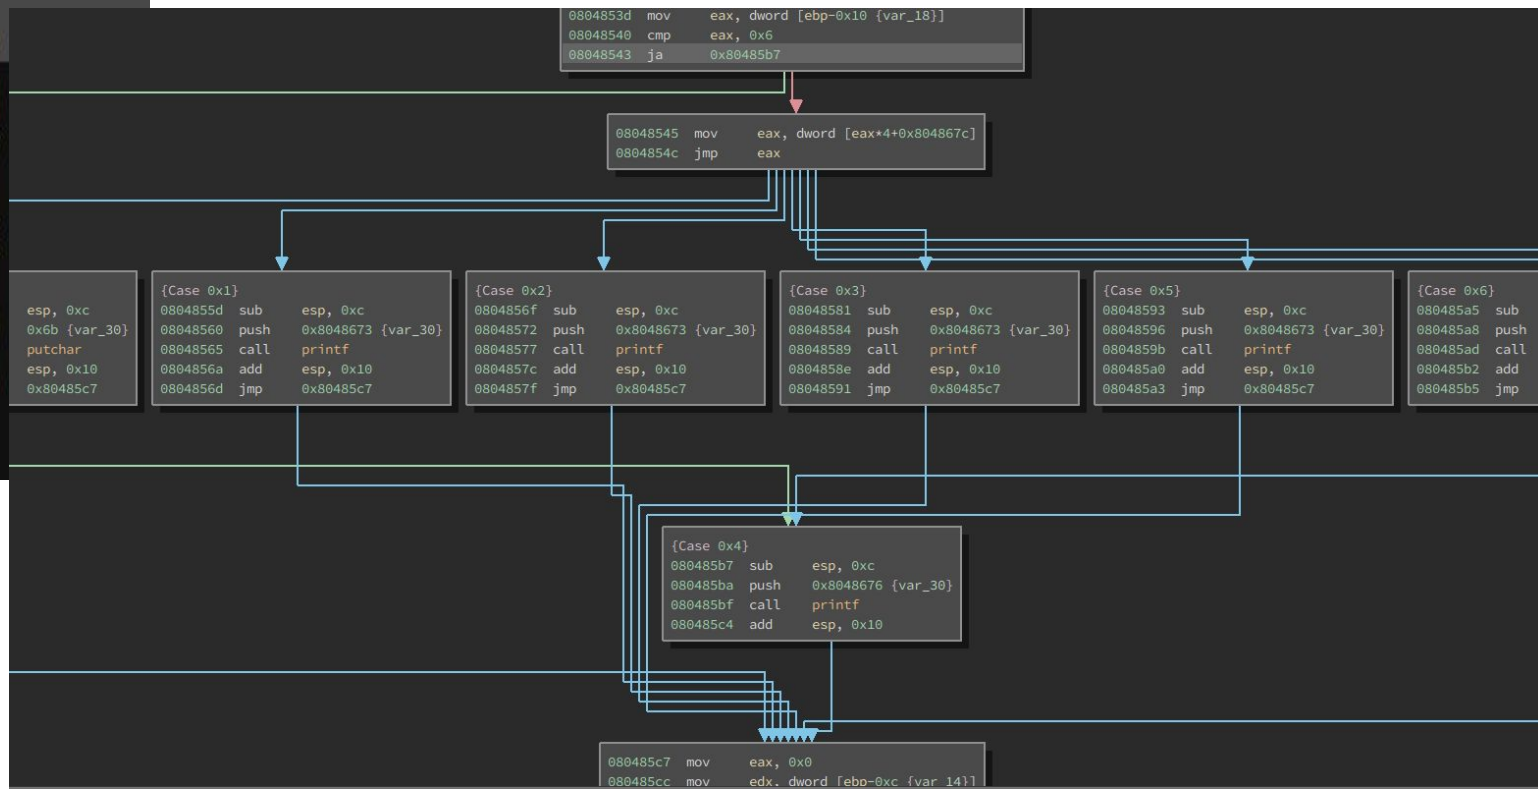 0804853d mov eax, dword [ebp-0x10 {var_18}]
08048540 cmp eax, 0x6
08048543 ja 0x80485b7
08048545 mov eax, dword [eax*4+0x804867c]
0804854c jmp eax
esp, 0xc
0x6b {var_30}
putchar
esp, 0x10
0x80485c7
{Case 0x1}
0804855d sub esp, 0xc
08048560 push 0x8048673 {var_30}
08048565 call printf
0804856a add esp, 0x10
0804856d jmp 0x80485c7
{Case 0x2}
0804856f sub esp, 0xc
08048572 push 0x8048673 {var_30}
08048577 call printf
0804857c add esp, 0x10
0804857f jmp 0x80485c7
{Case 0x3}
08048581 sub esp, 0xc
08048584 push 0x8048673 {var_30}
08048589 call printf
0804858e add esp, 0x10
08048591 jmp 0x80485c7
{Case 0x5}
08048593 sub esp, 0xc
08048596 push 0x8048673 {var_30}
0804859b call printf
080485a0 add esp, 0x10
080485a3 jmp 0x80485c7
{Case 0x6}
080485a5 sub
080485a8 push
080485ad call
080485b2 add
080485b5 jmp
{Case 0x4}
080485b7 sub esp, 0xc
080485ba push 0x8048676 {var_30}
080485bf call printf
080485c4 add esp, 0x10
080485c7 mov eax, 0x0
080485cc mov edx, dword [ebp-0xc {var_14}]